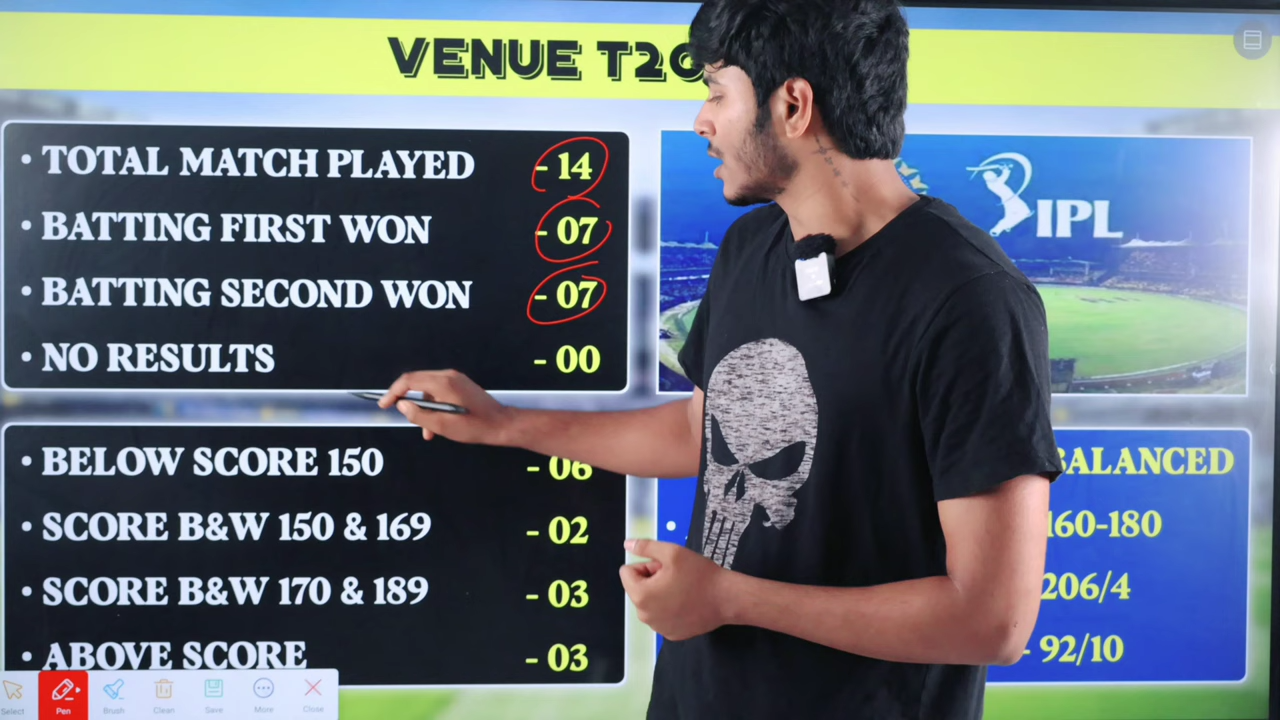 VENUE T20
• TOTAL MATCH PLAYED - 14
• BATTING FIRST WON - 07
• BATTING SECOND WON - 07
• NO RESULTS - 00
IPL
• BELOW SCORE 150 - 06
• SCORE B&W 150 & 169 - 02
• SCORE B&W 170 & 189 - 03
• ABOVE SCORE - 03
BALANCED
160-180
206/4
- 92/10
Select
Pen
Brush
Clean
Save
More
Close